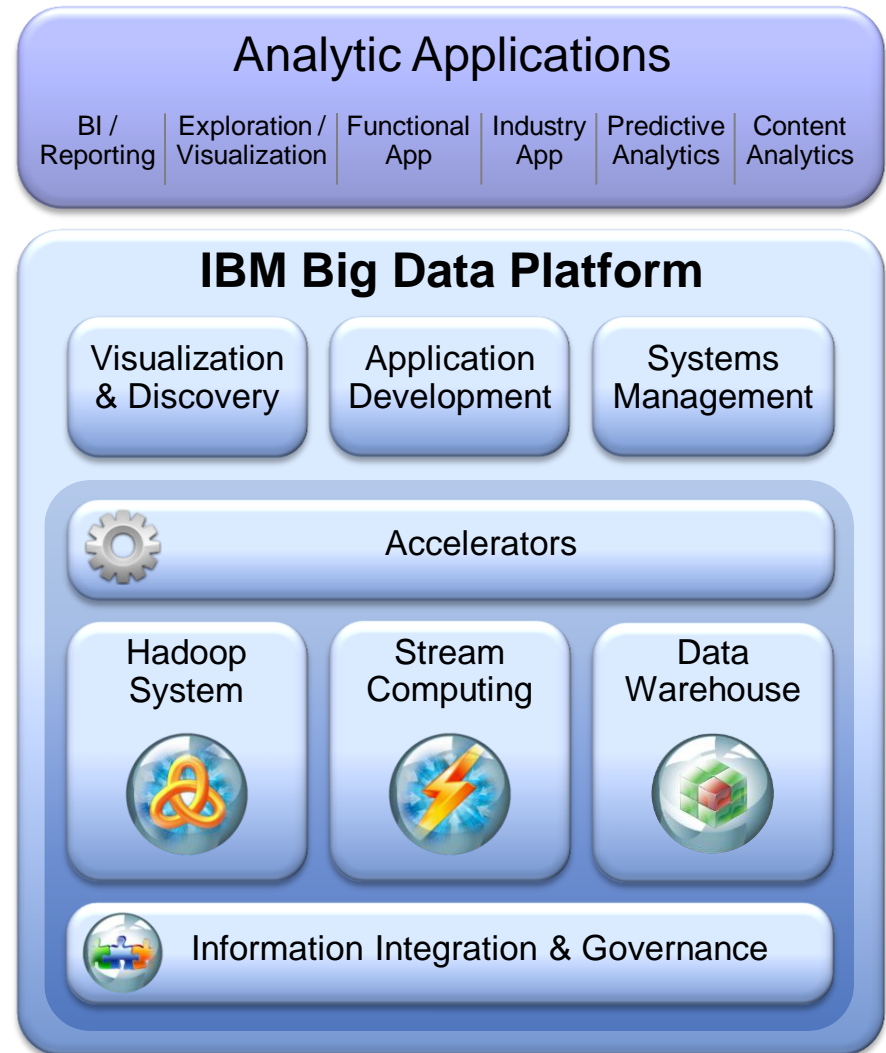 Analytic Applications
BI /
Reporting
Exploration /
Visualization
Functional
App
Industry
App
Predictive
Analytics
Content
Analytics
IBM Big Data Platform
Visualization
& Discovery
Application
Development
Systems
Management
Accelerators
Hadoop
System
Stream
Computing
Data
Warehouse
Information Integration & Governance